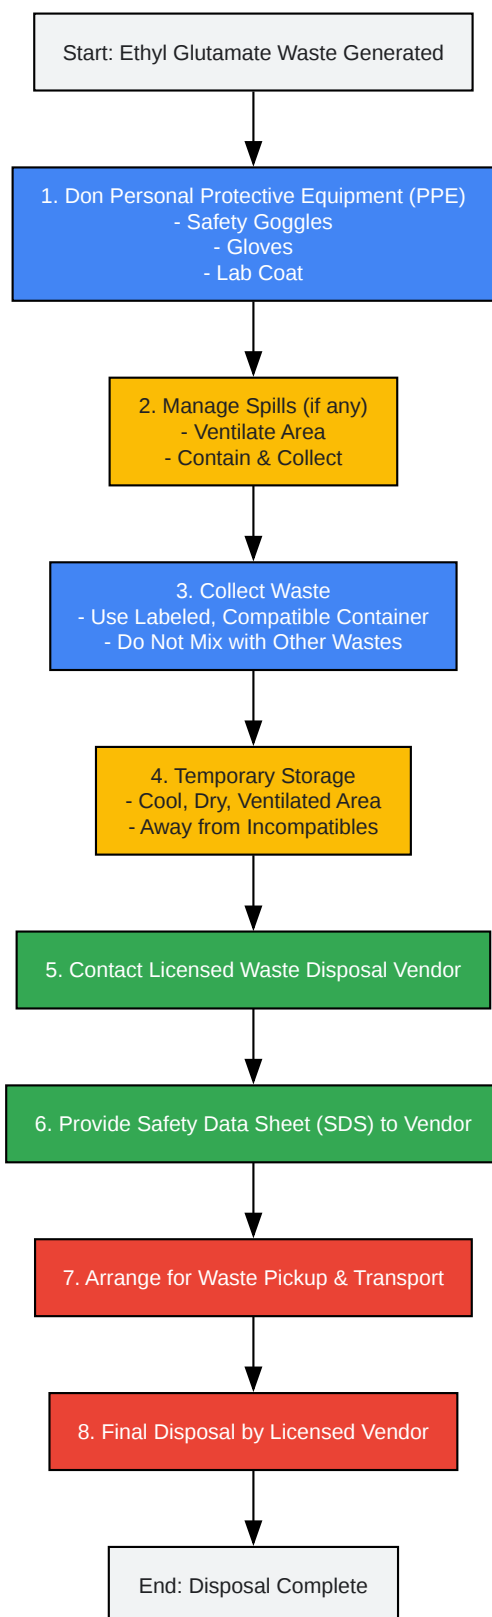 Start: Ethyl Glutamate Waste Generated
1. Don Personal Protective Equipment (PPE)
- Safety Goggles
- Gloves
- Lab Coat
2. Manage Spills (if any)
- Ventilate Area
- Contain & Collect
3. Collect Waste
- Use Labeled, Compatible Container
- Do Not Mix with Other Wastes
4. Temporary Storage
- Cool, Dry, Ventilated Area
- Away from Incompatibles
5. Contact Licensed Waste Disposal Vendor
6. Provide Safety Data Sheet (SDS) to Vendor
7. Arrange for Waste Pickup & Transport
8. Final Disposal by Licensed Vendor
End: Disposal Complete